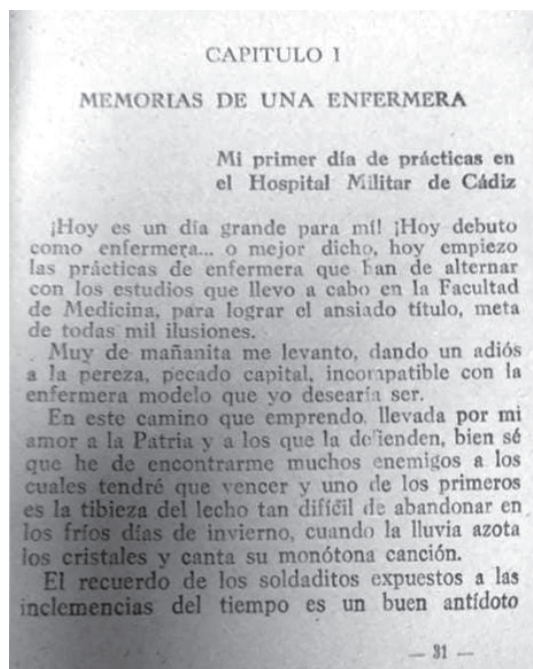 CAPITULO I
MEMORIAS DE UNA ENFERMERA
Mi primer día de prácticas en
el Hospital Militar de Cádiz
¡Hoy es un día grande para mí! ¡Hoy debuto
como enfermera... o mejor dicho, hoy empiezo
las prácticas de enfermera que han de alternar
con los estudios que llevo a cabo en la Facultad
de Medicina, para lograr el ansiado título, meta
de todas mil ilusiones.
Muy de mañanita me levanto, dando un adiós
a la pereza, pecado capital, incompatible con la
enfermera modelo que yo desearía ser.
En este camino que emprendo, llevada por mi
amor a la Patria y a los que la defienden, bien sé
que he de encontrarme muchos enemigos a los
cuales tendré que vencer y uno de los primeros
es la tibieza del lecho tan difícil de abandonar en
los fríos días de invierno, cuando la lluvia azota
los cristales y canta su monótona canción.
El recuerdo de los soldaditos expuestos a las
inclemencias del tiempo es un buen antídoto
— 31 —